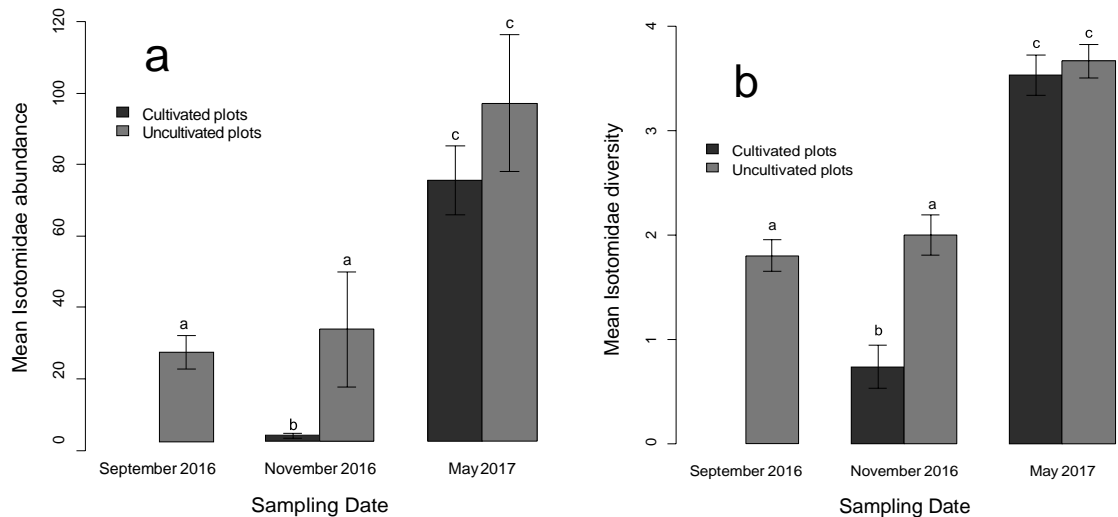 a
Mean Isotomidae abundance
120
100
80
60
40
20
0
Cultivated plots
Uncultivated plots
a
b
a
c
c
September 2016
November 2016
May 2017
Sampling Date
b
Mean Isotomidae diversity
4
3
2
1
0
Cultivated plots
Uncultivated plots
a
b
a
c
c
September 2016
November 2016
May 2017
Sampling Date